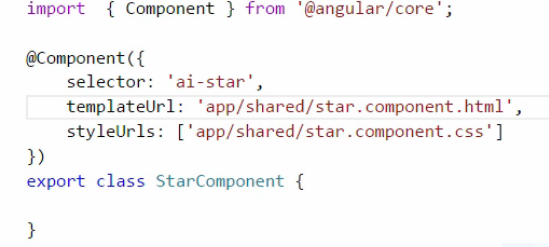 import  { Component } from '@angular/core';
@Component({
    selector: 'ai-star',
    templateUrl: 'app/shared/star.component.html',
    styleUrls: ['app/shared/star.component.css']
})
export class StarComponent {
}